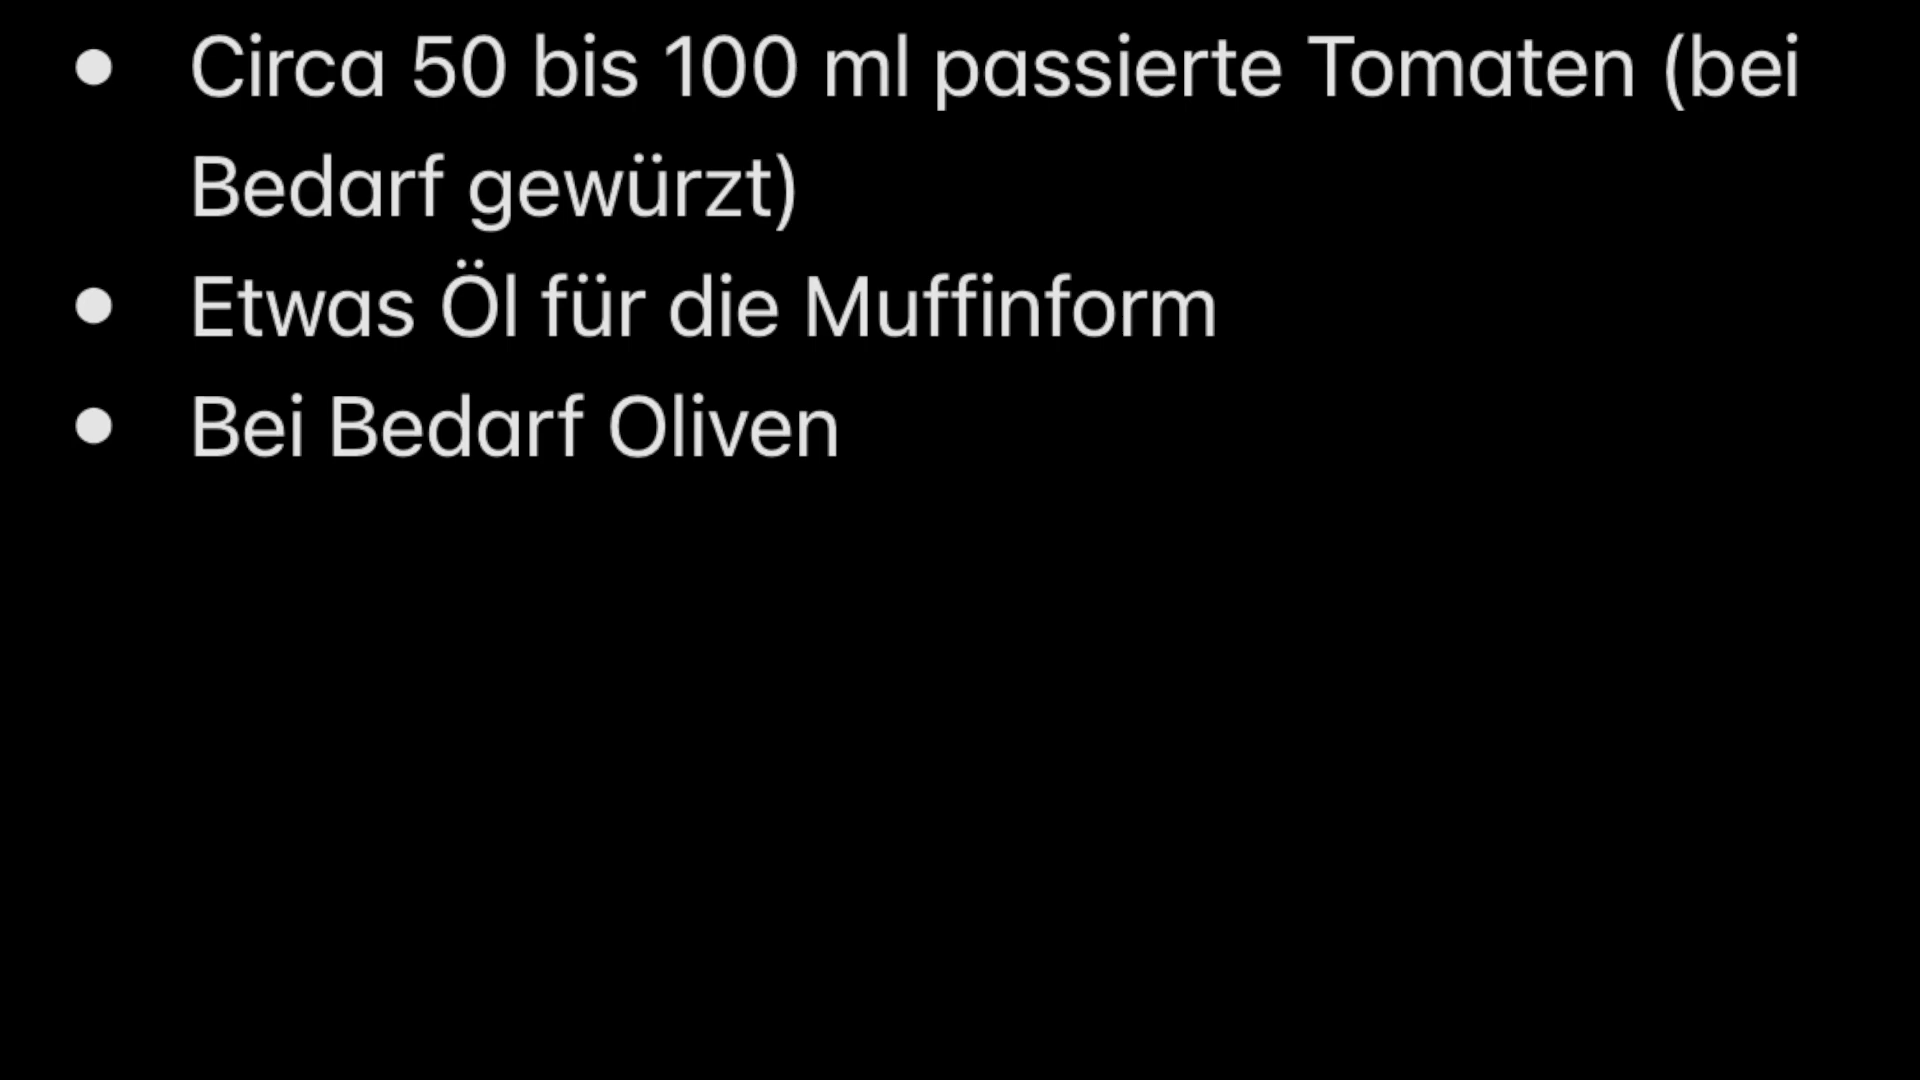 • Circa 50 bis 100 ml passierte Tomaten (bei
Bedarf gewürzt)
• Etwas Öl für die Muffinform
• Bei Bedarf Oliven